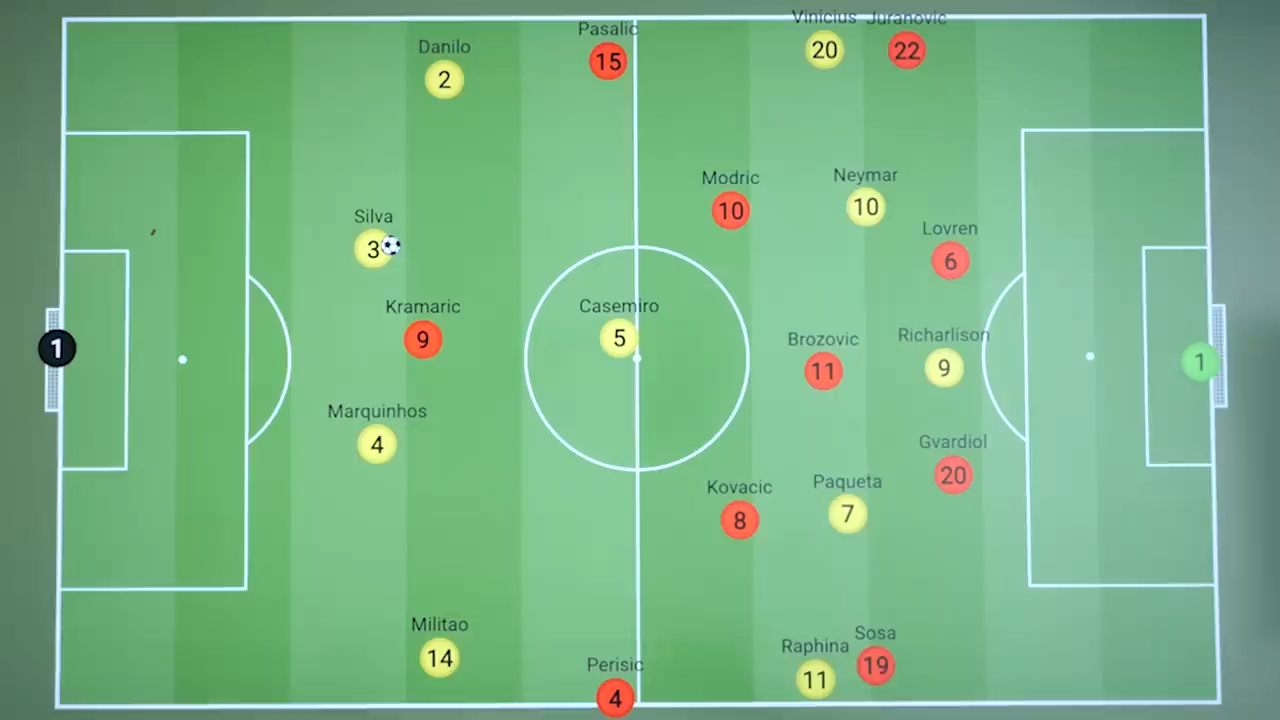 Vinicius
Juranovic
Pasalic
Danilo
20
22
15
2
Modric
Neymar
10
10
Silva
Lovren
3
6
Kramaric
Casemiro
Brozovic
Richarlison
1
9
5
11
9
1
Marquinhos
Gvardiol
4
20
Kovacic
Paqueta
8
7
Militao
Sosa
14
Raphina
19
Perisic
11
4